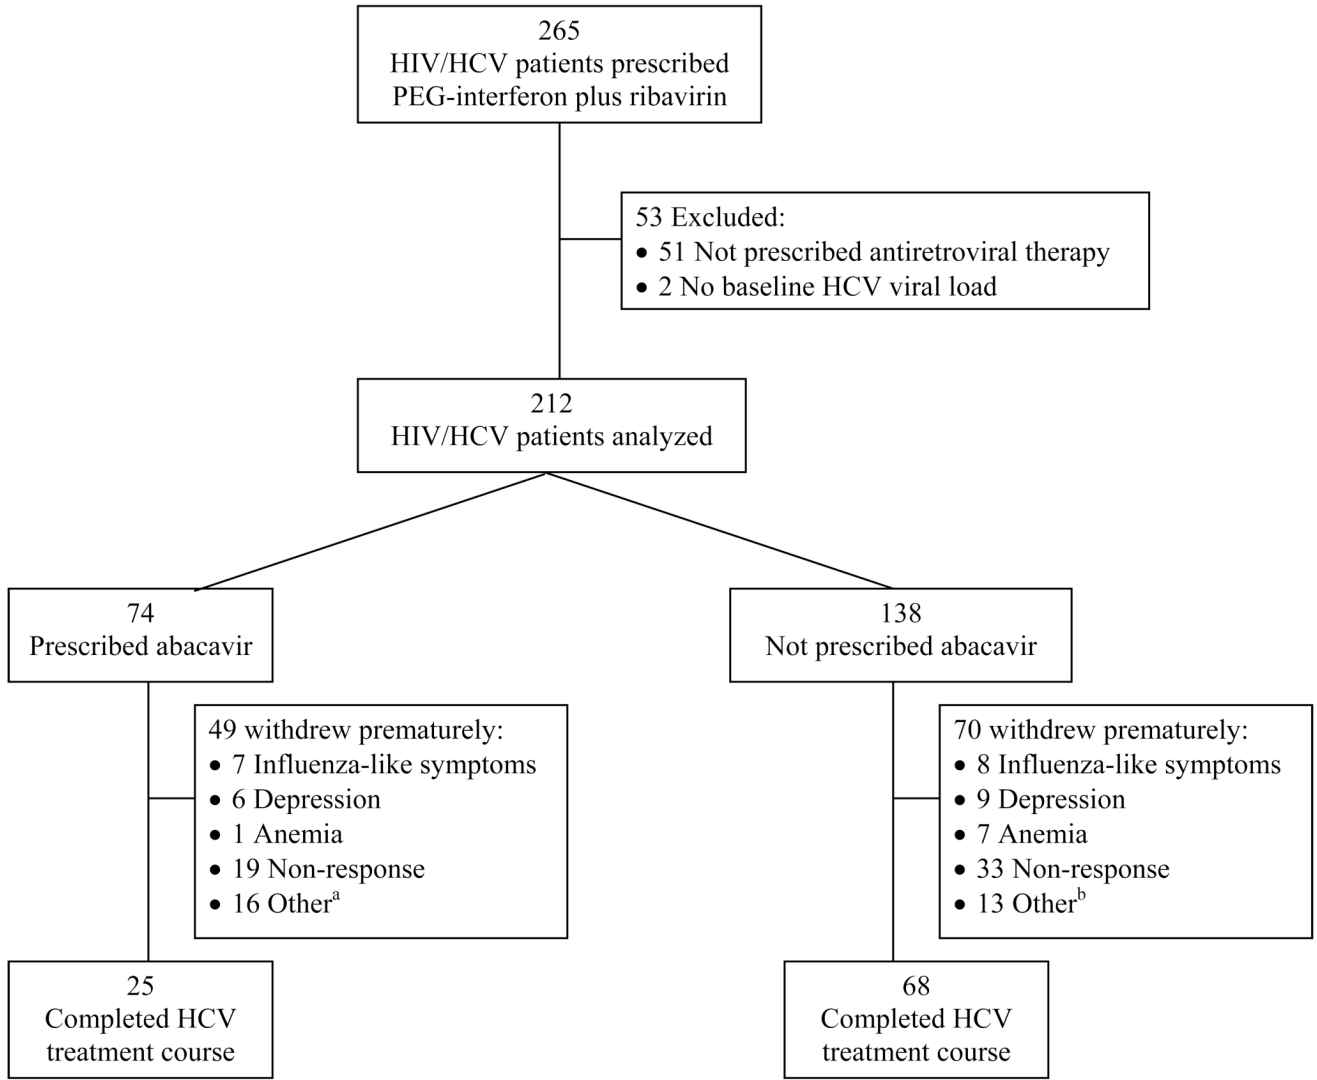 265
HIV/HCV patients prescribed
PEG-interferon plus ribavirin
53 Excluded:
• 51 Not prescribed antiretroviral therapy
• 2 No baseline HCV viral load
212
HIV/HCV patients analyzed
74
Prescribed abacavir
138
Not prescribed abacavir
49 withdrew prematurely:
• 7 Influenza-like symptoms
• 6 Depression
• 1 Anemia
• 19 Non-response
• 16 Otherᵃ
70 withdrew prematurely:
• 8 Influenza-like symptoms
• 9 Depression
• 7 Anemia
• 33 Non-response
• 13 Otherᵇ
25
Completed HCV
treatment course
68
Completed HCV
treatment course